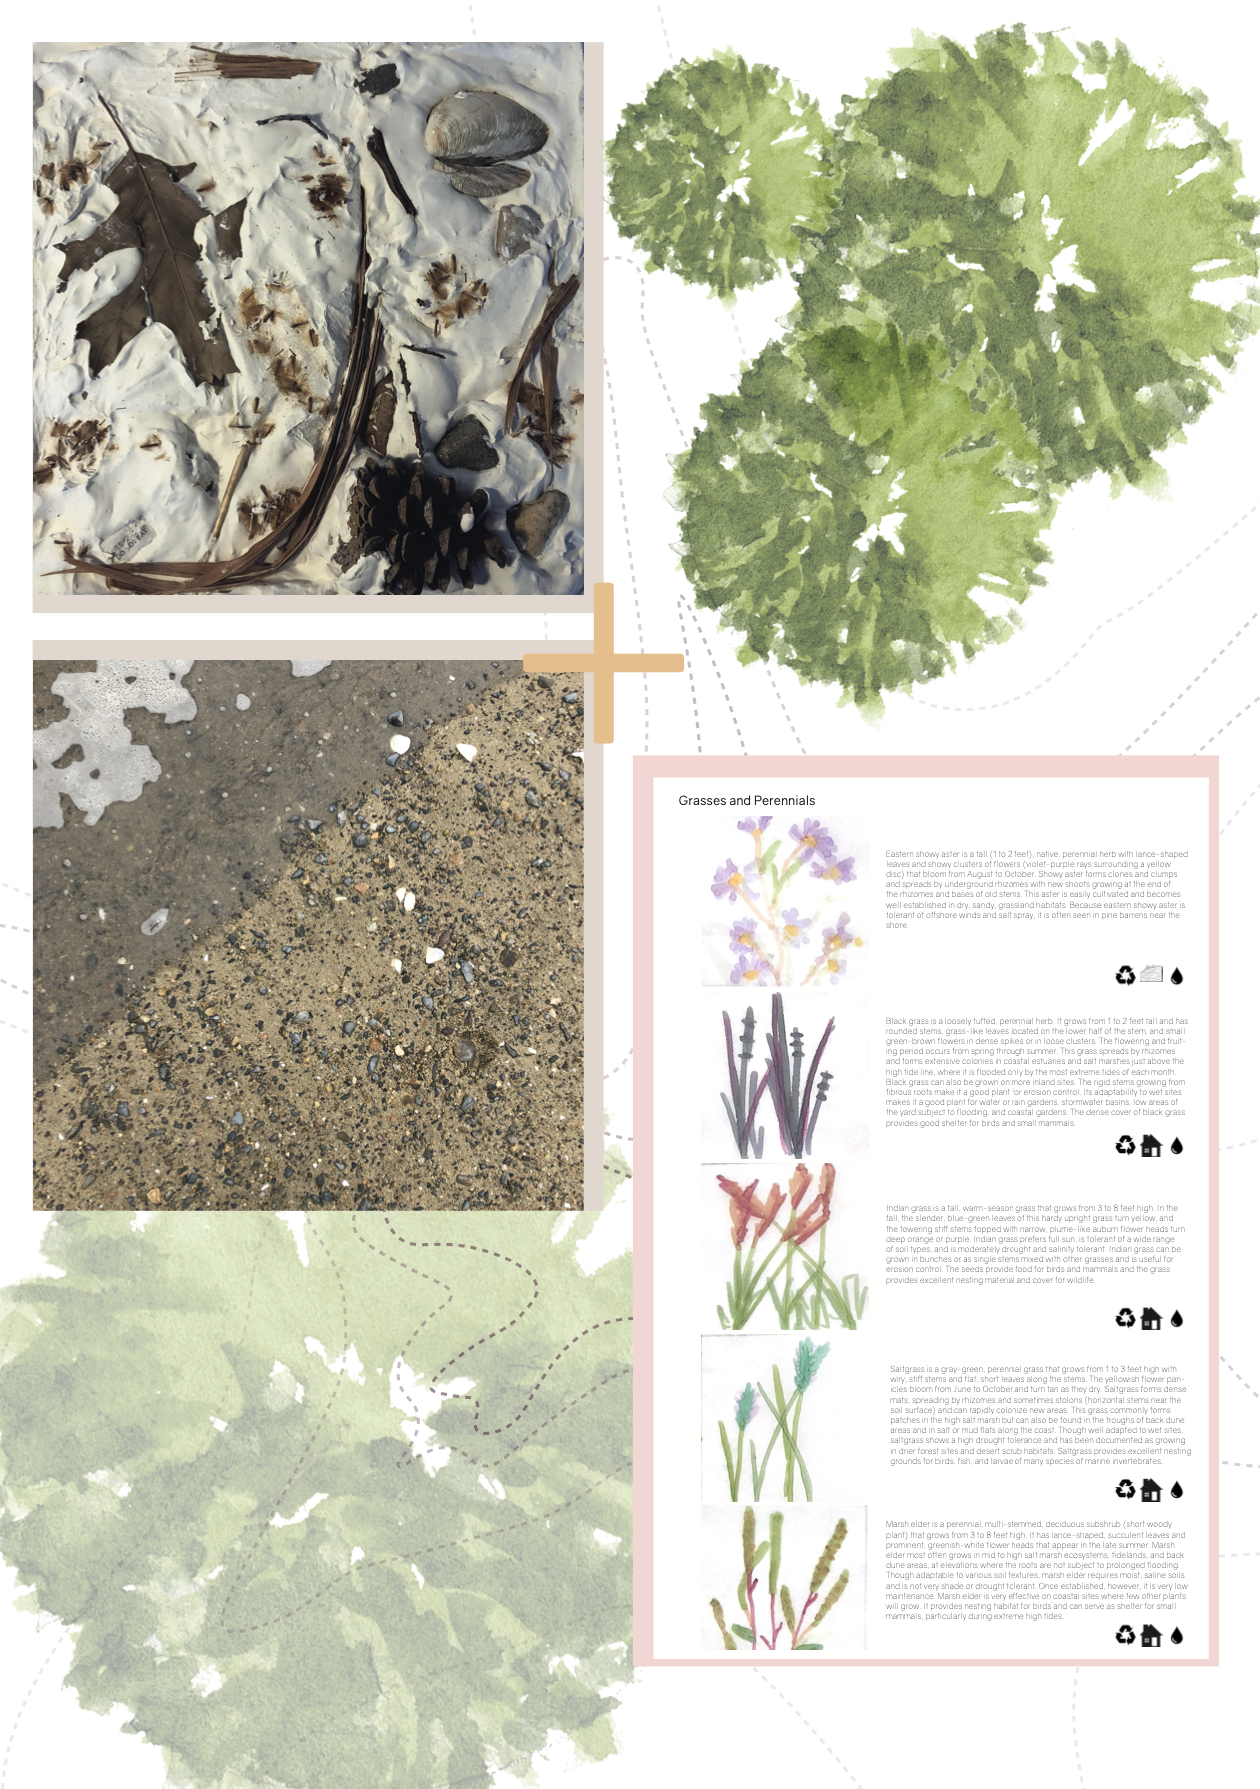 Grasses and Perennials
Eastern showy aster is a tall (1 to 2 feet), native, perennial herb with lance-shaped
leaves and showy clusters of flowers (violet-purple rays surrounding a yellow
disc) that bloom from August to October. Showy aster forms clones and clumps
and spreads by underground rhizomes with new shoots growing at the end of
the rhizomes and bases of old stems. This aster is easily cultivated and becomes
well established in dry, sandy, grassland habitats. Because eastern showy aster is
tolerant of offshore winds and salt spray, it is often seen in pine barrens near the
shore.
Black grass is a loosely tufted, perennial herb. It grows from 1 to 2 feet tall and has
rounded stems, grass-like leaves located on the lower half of the stem, and small
green-brown flowers in dense spikes or in loose clusters. The flowering and fruit-
ing period occurs from spring through summer. This grass spreads by rhizomes
and forms extensive colonies in coastal estuaries and salt marshes just above the
high tide line, where it is flooded only by the most extreme tides of each month.
Black grass can also be grown on more inland sites. The rigid stems growing from
fibrous roots make it a good plant for erosion control. Its adaptability to wet sites
makes it a good plant for water or rain gardens, stormwater basins, low areas of
the yard subject to flooding, and coastal gardens. The dense cover of black grass
provides good shelter for birds and small mammals.
Indian grass is a tall, warm-season grass that grows from 3 to 8 feet high. In the
fall, the slender, blue-green leaves of this hardy upright grass turn yellow, and
the towering stiff stems topped with narrow, plume-like auburn flower heads turn
deep orange or purple. Indian grass prefers full sun, is tolerant of a wide range
of soil types, and is moderately drought and salinity tolerant. Indian grass can be
grown in bunches or as single stems mixed with other grasses and is useful for
erosion control. The seeds provide food for birds and mammals and the grass
provides excellent nesting material and cover for wildlife.
Saltgrass is a gray-green, perennial grass that grows from 1 to 3 feet high with
wiry, stiff stems and flat, short leaves along the stems. The yellowish flower pan-
icles bloom from June to October and turn tan as they dry. Saltgrass forms dense
mats, spreading by rhizomes and sometimes stolons (horizontal stems near the
soil surface) and can rapidly colonize new areas. This grass commonly forms
patches in the high salt marsh but can also be found in the troughs of back dune
areas and in salt or mud flats along the coast. Though well adapted to wet sites,
saltgrass shows a high drought tolerance and has been documented as growing
in drier forest sites and desert scrub habitats. Saltgrass provides excellent nesting
grounds for birds, fish, and larvae of many species of marine invertebrates.
Marsh elder is a perennial, multi-stemmed, deciduous subshrub (short woody
plant) that grows from 3 to 8 feet high. It has lance-shaped, succulent leaves and
prominent, greenish-white flower heads that appear in the late summer. Marsh
elder most often grows in mid to high salt marsh ecosystems, tidelands, and back
dune areas, at elevations where the roots are not subject to prolonged flooding.
Though adaptable to various soil textures, marsh elder requires moist, saline soils
and is not very shade or drought tolerant. Once established, however, it is very low
maintenance. Marsh elder is very effective on coastal sites where few other plants
will grow. It provides nesting habitat for birds and can serve as shelter for small
mammals, particularly during extreme high tides.